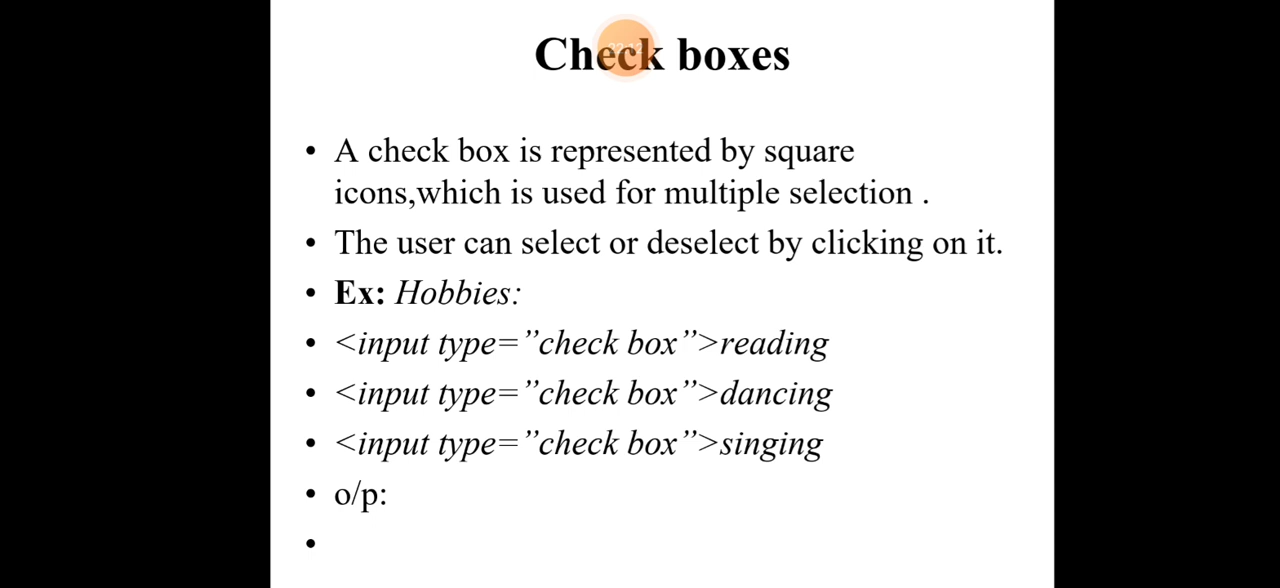 Check boxes
• A check box is represented by square
icons,which is used for multiple selection .
• The user can select or deselect by clicking on it.
• Ex: Hobbies:
• <input type=”check box”>reading
• <input type=”check box”>dancing
• <input type=”check box”>singing
• o/p:
•